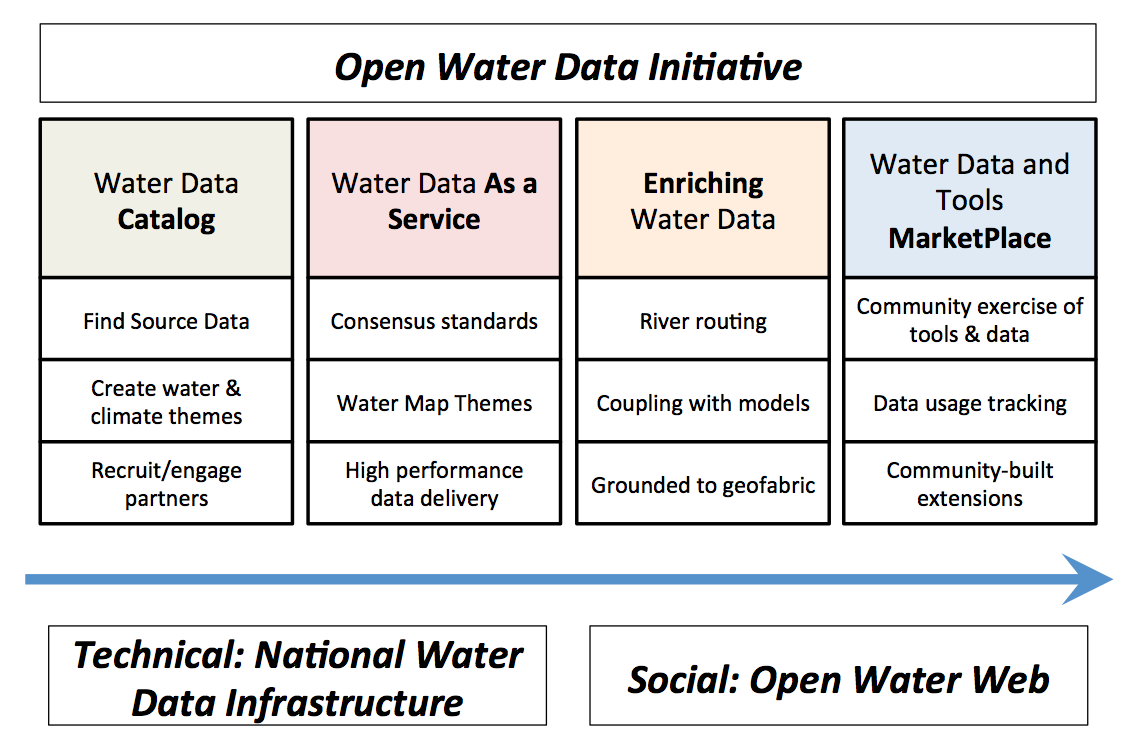 Open Water Data Initiative
Water Data
Catalog
Find Source Data
Create water &
climate themes
Recruit/engage
partners
Water Data As a
Service
Consensus standards
Water Map Themes
High performance
data delivery
Enriching
Water Data
River routing
Coupling with models
Grounded to geofabric
Water Data and
Tools
MarketPlace
Community exercise of
tools & data
Data usage tracking
Community-built
extensions
Technical: National Water
Data Infrastructure
Social: Open Water Web